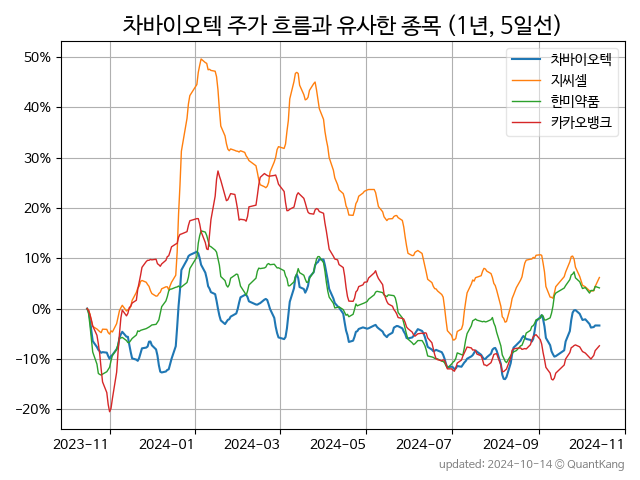 차바이오텍 주가 흐름과 유사한 종목 (1년, 5일선)
차바이오텍
지씨셀
한미약품
카카오뱅크
50%
40%
30%
20%
10%
0%
−10%
−20%
2023-11
2024-01
2024-03
2024-05
2024-07
2024-09
2024-11
updated: 2024-10-14 © QuantKang